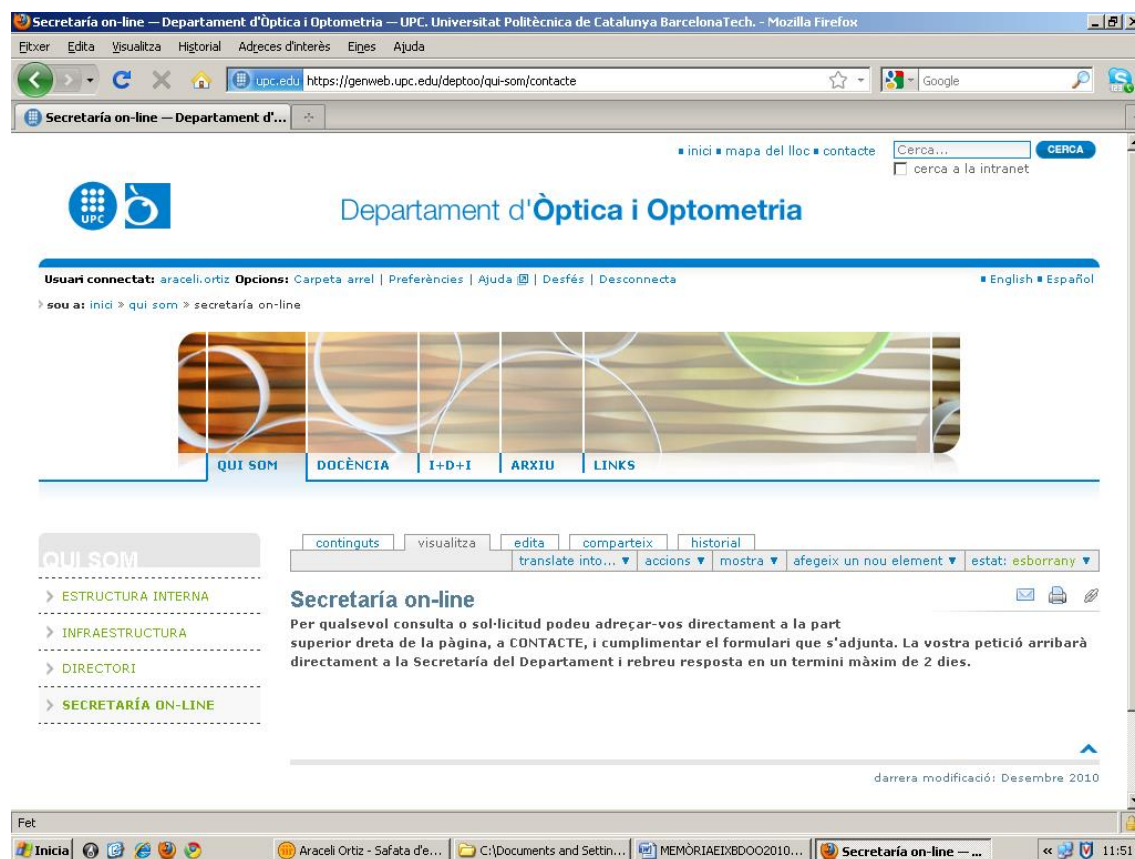 Secretaría on-line — Departament d'Òptica i Optometria — UPC. Universitat Politècnica de Catalunya BarcelonaTech. - Mozilla Firefox
Fitxer Edita Visualitza Historial Adreces d'interès Eines Ajuda
upc.edu https://genweb.upc.edu/deptoo/qui-som/contacte
Google
Secretaría on-line — Departament d'...
inici mapa del lloc contacte Cerca... CERCA
cerca a la intranet
UPC
Departament d'Òptica i Optometria
Usuari connectat: araceli.ortiz Opcions: Carpeta arrel | Preferències | Ajuda | Desfés | Desconnecta English Español
sou a: inici » qui som » secretaría on-line
QUI SOM DOCÈNCIA I+D+I ARXIU LINKS
continguts visualitza edita comparteix historial
translate into... ▼ accions ▼ mostra ▼ afegeix un nou element ▼ estat: esborrany ▼
QUI SOM
ESTRUCTURA INTERNA
INFRAESTRUCTURA
DIRECTORI
SECRETARÍA ON-LINE
Secretaría on-line
Per qualsevol consulta o sol·licitud podeu adreçar-vos directament a la part
superior dreta de la pàgina, a CONTACTE, i cumplimentar el formulari que s'adjunta. La vostra petició arribarà
directament a la Secretaría del Departament i rebreu resposta en un termini màxim de 2 dies.
darrera modificació: Desembre 2010
Fet
Inicia Araceli Ortiz - Safata d'e... C:\Documents and Settin... MEMÒRIAEIXBDOO2010... Secretaría on-line — ... « 11:51